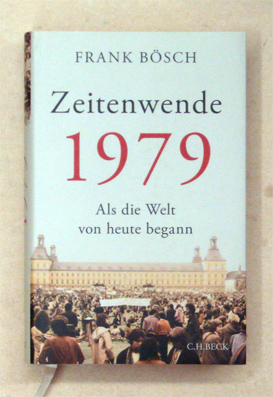 FRANK BÖSCH
Zeitenwende
1979
Als die Welt
von heute begann
C.H.BECK